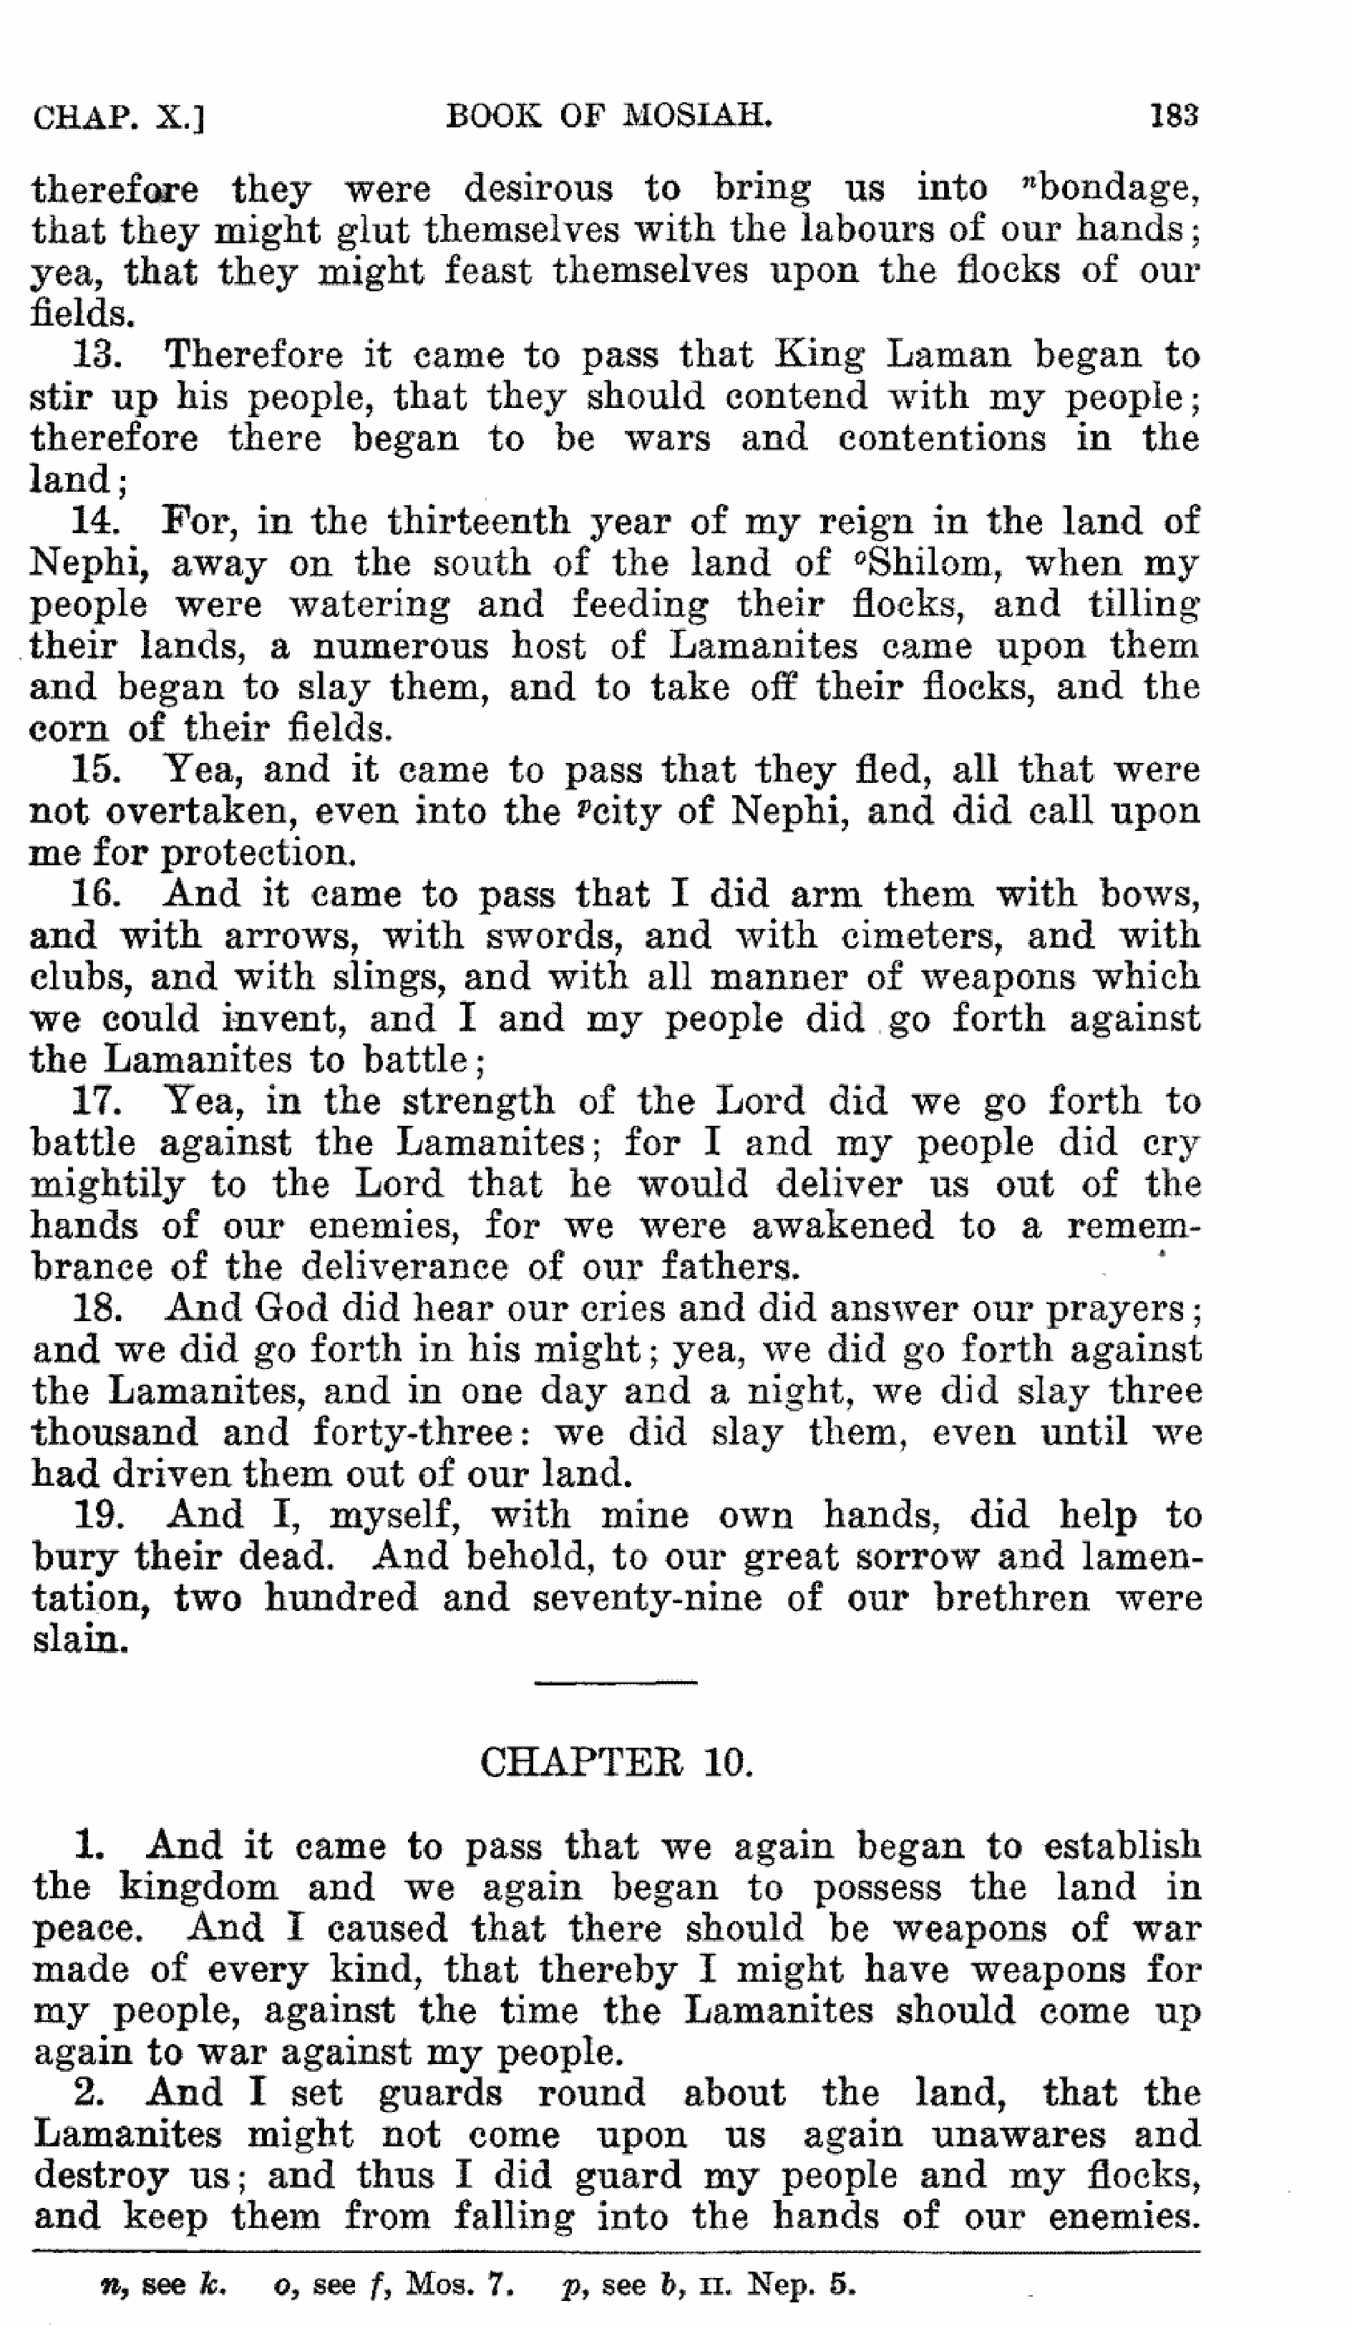 CHAP. X.] BOOK OF MOSIAH. 183
therefore they were desirous to bring us into ⁿbondage,
that they might glut themselves with the labours of our hands;
yea, that they might feast themselves upon the flocks of our
fields.
13. Therefore it came to pass that King Laman began to
stir up his people, that they should contend with my people;
therefore there began to be wars and contentions in the
land;
14. For, in the thirteenth year of my reign in the land of
Nephi, away on the south of the land of ᵒShilom, when my
people were watering and feeding their flocks, and tilling
their lands, a numerous host of Lamanites came upon them
and began to slay them, and to take off their flocks, and the
corn of their fields.
15. Yea, and it came to pass that they fled, all that were
not overtaken, even into the ᵖcity of Nephi, and did call upon
me for protection.
16. And it came to pass that I did arm them with bows,
and with arrows, with swords, and with cimeters, and with
clubs, and with slings, and with all manner of weapons which
we could invent, and I and my people did go forth against
the Lamanites to battle;
17. Yea, in the strength of the Lord did we go forth to
battle against the Lamanites; for I and my people did cry
mightily to the Lord that he would deliver us out of the
hands of our enemies, for we were awakened to a remem-
brance of the deliverance of our fathers.
18. And God did hear our cries and did answer our prayers;
and we did go forth in his might; yea, we did go forth against
the Lamanites, and in one day and a night, we did slay three
thousand and forty-three: we did slay them, even until we
had driven them out of our land.
19. And I, myself, with mine own hands, did help to
bury their dead. And behold, to our great sorrow and lamen-
tation, two hundred and seventy-nine of our brethren were
slain.
CHAPTER 10.
1. And it came to pass that we again began to establish
the kingdom and we again began to possess the land in
peace. And I caused that there should be weapons of war
made of every kind, that thereby I might have weapons for
my people, against the time the Lamanites should come up
again to war against my people.
2. And I set guards round about the land, that the
Lamanites might not come upon us again unawares and
destroy us; and thus I did guard my people and my flocks,
and keep them from falling into the hands of our enemies.
n, see k. o, see f, Mos. 7. p, see b, II. Nep. 5.